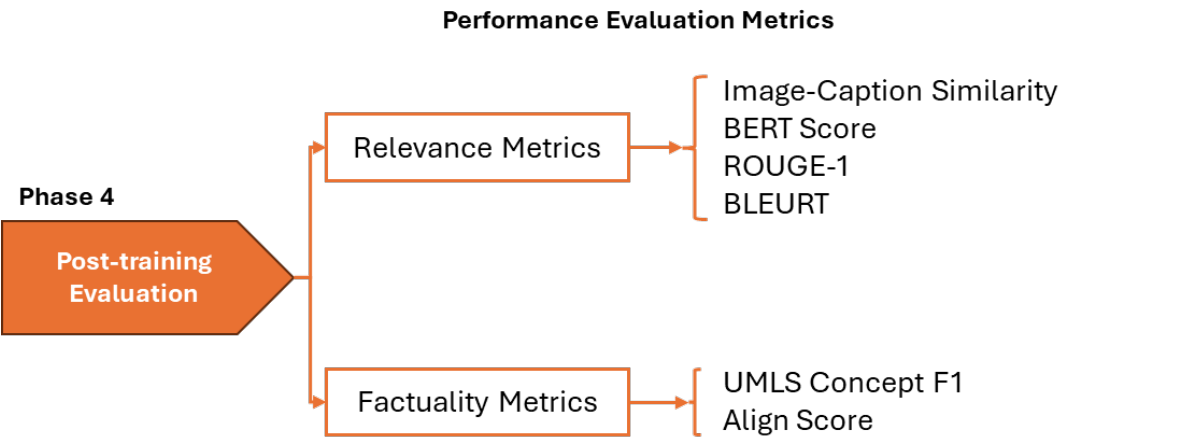 Performance Evaluation Metrics
Phase 4
Post-training
Evaluation
Relevance Metrics
Image-Caption Similarity
BERT Score
ROUGE-1
BLEURT
Factuality Metrics
UMLS Concept F1
Align Score